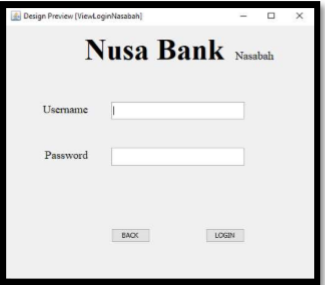 Design Preview [ViewLoginNasabah]
Nusa Bank Nasabah
Username
Password
BACK LOGIN